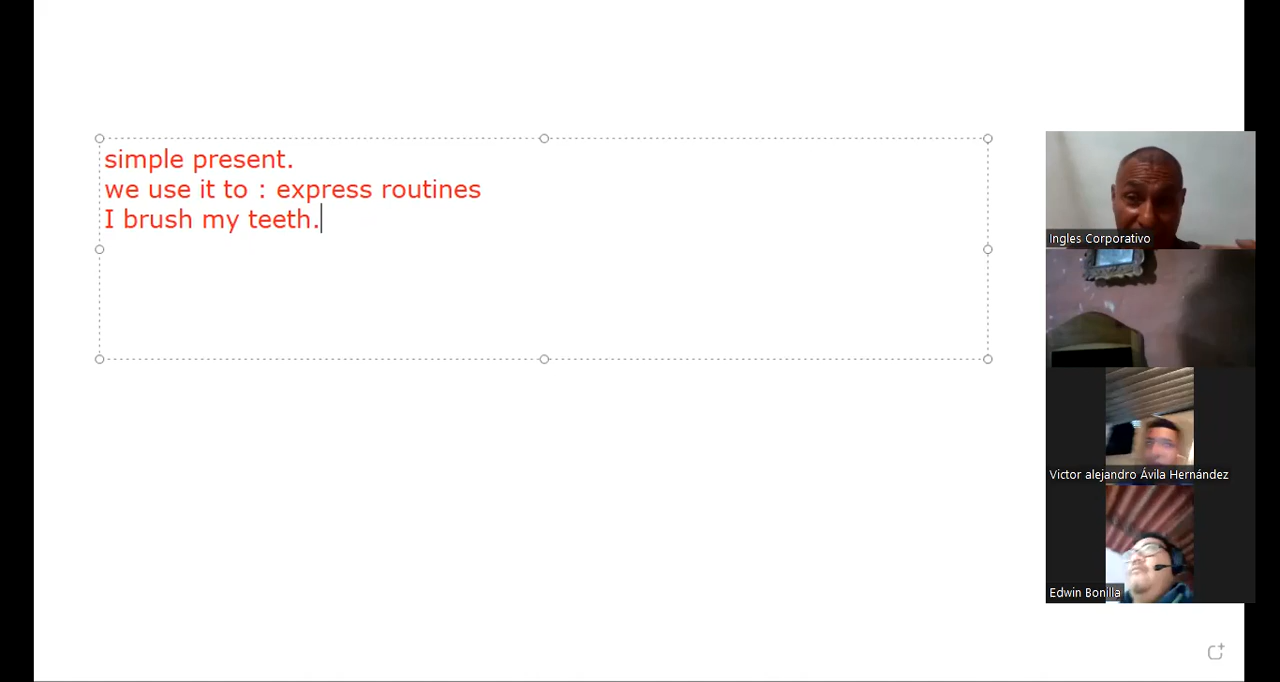 simple present.
we use it to : express routines
I brush my teeth.
Ingles Corporativo
Victor alejandro Ávila Hernández
Edwin Bonilla